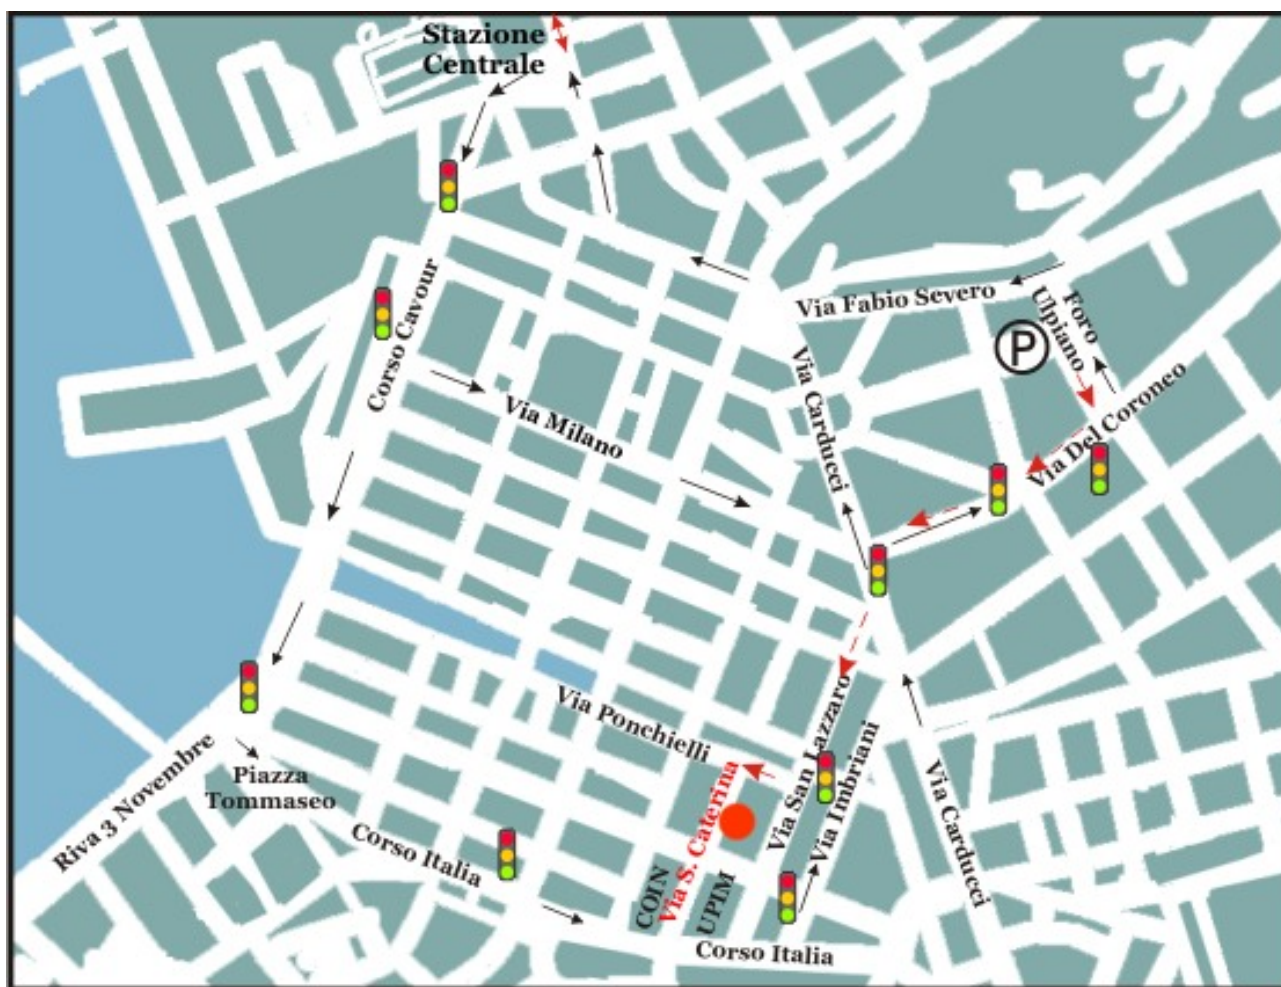 Stazione
Centrale
Corso Cavour
Via Fabio Severo
Foro
Ulpiano
P
Via Milano
Via Carducci
Via Del Coroneo
Via Ponchielli
Via San Lazzaro
Via Imbriani
Via S. Caterina
Riva 3 Novembre
Piazza
Tommaseo
Corso Italia
COIN
UPIM
Via Carducci
Corso Italia